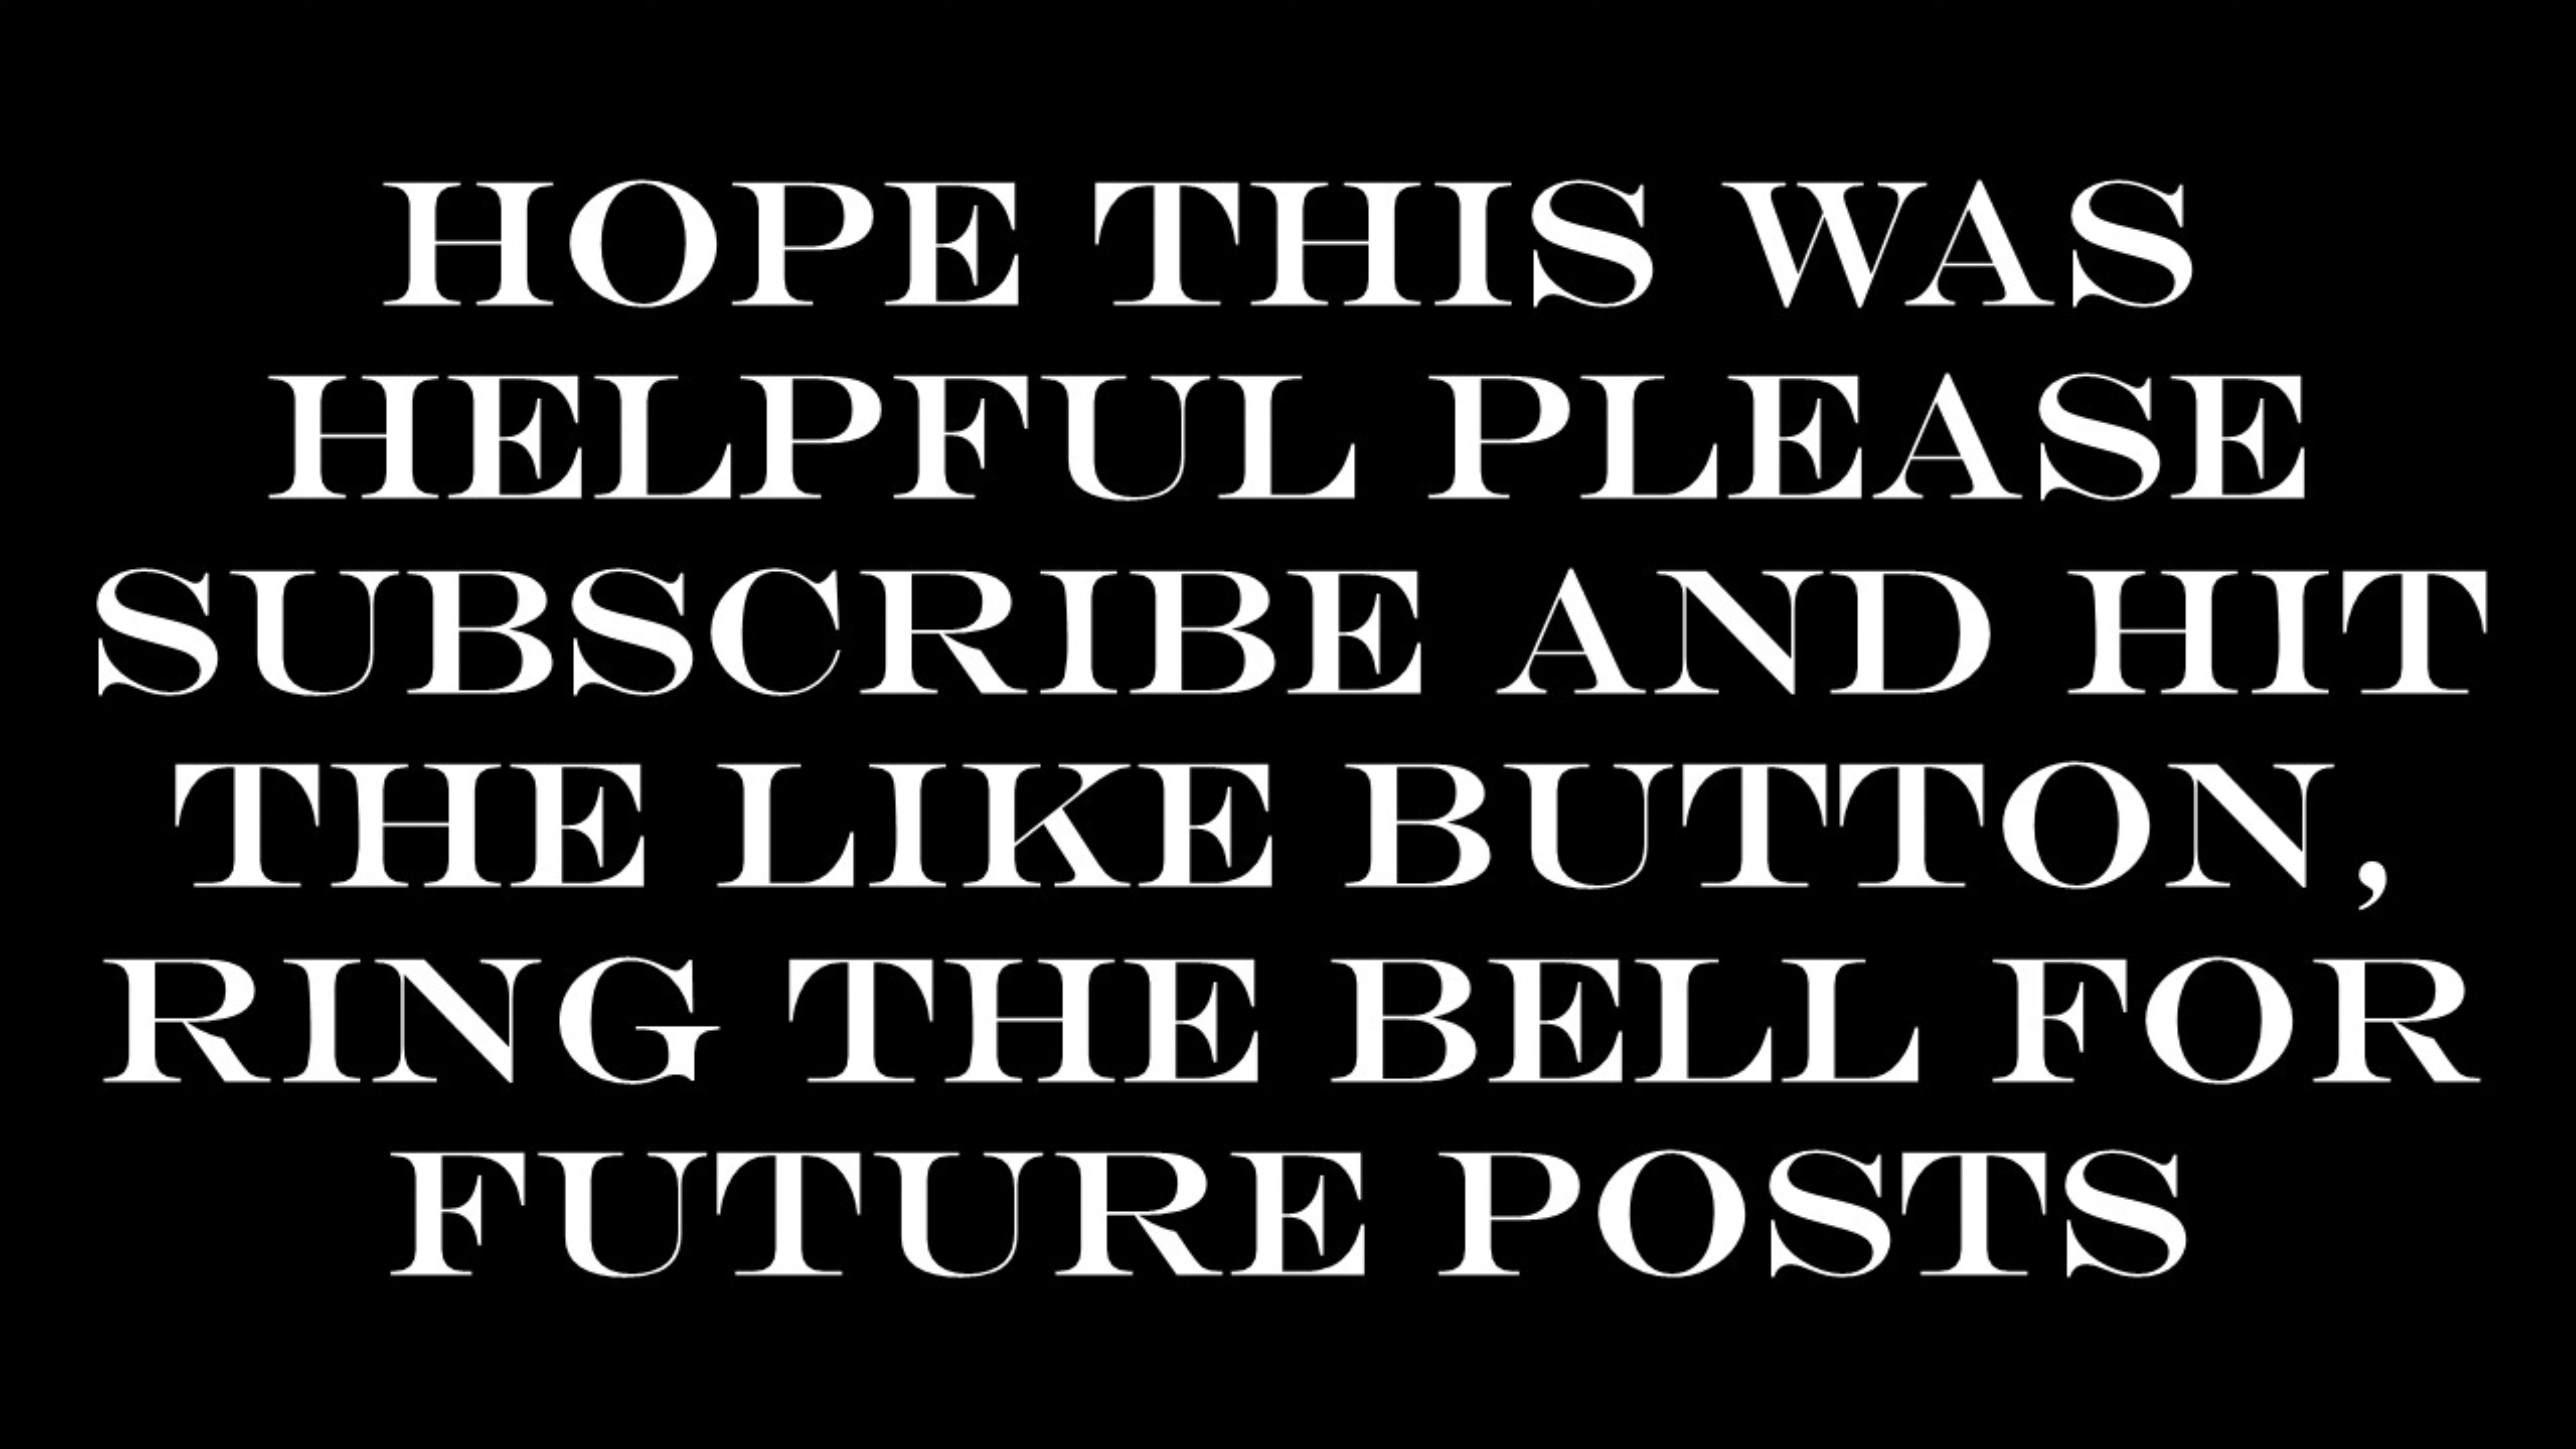 HOPE THIS WAS
HELPFUL PLEASE
SUBSCRIBE AND HIT
THE LIKE BUTTON,
RING THE BELL FOR
FUTURE POSTS